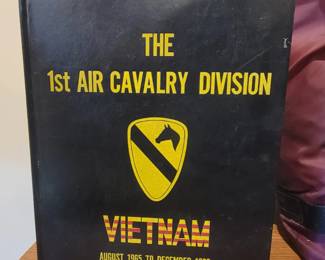 THE
1st AIR CAVALRY DIVISION
VIETNAM
AUGUST 1965 TO DECEMBER